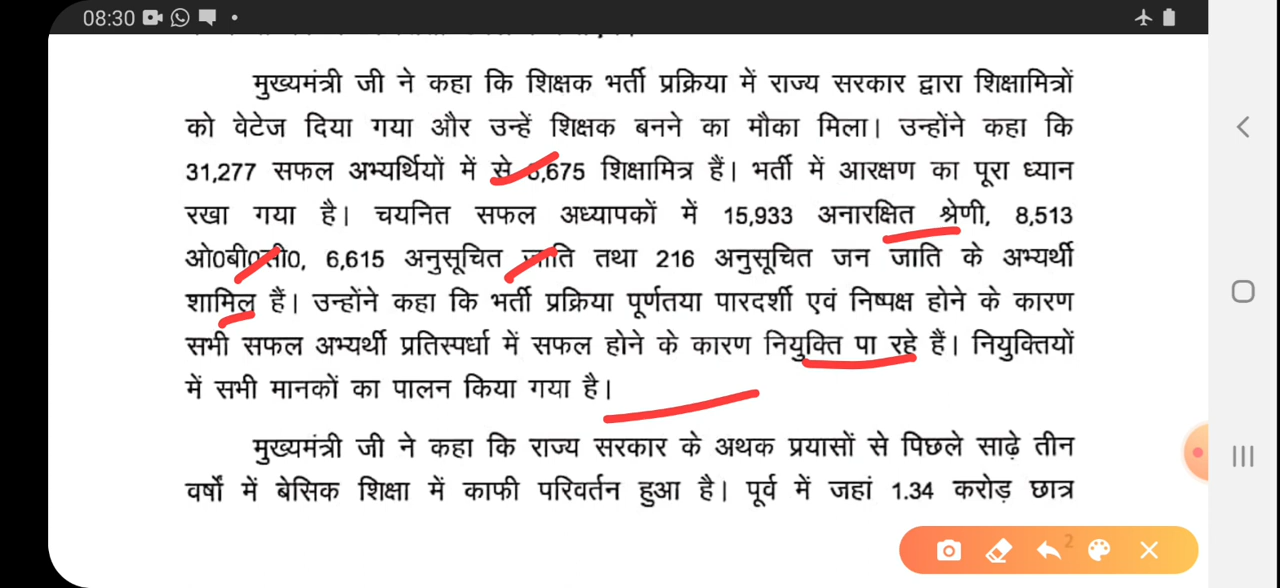 08:30
मुख्यमंत्री जी ने कहा कि शिक्षक भर्ती प्रक्रिया में राज्य सरकार द्वारा शिक्षामित्रों
को वेटेज दिया गया और उन्हें शिक्षक बनने का मौका मिला। उन्होंने कहा कि
31,277 सफल अभ्यर्थियों में से शिक्षामित्र हैं। भर्ती में आरक्षण का पूरा ध्यान
रखा गया है। चयनित सफल अध्यापकों में 15,933 अनारक्षित श्रेणी, 8,513
ओ0बी0सी0, 6,615 अनुसूचित जाति तथा 216 अनुसूचित जन जाति के अभ्यर्थी
शामिल हैं। उन्होंने कहा कि भर्ती प्रक्रिया पूर्णतया पारदर्शी एवं निष्पक्ष होने के कारण
सभी सफल अभ्यर्थी प्रतिस्पर्धा में सफल होने के कारण नियुक्ति पा रहे हैं। नियुक्तियों
में सभी मानकों का पालन किया गया है।
मुख्यमंत्री जी ने कहा कि राज्य सरकार के अथक प्रयासों से पिछले साढ़े तीन
वर्षों में बेसिक शिक्षा में काफी परिवर्तन हुआ है। पूर्व में जहां 1.34 करोड़ छात्र
2